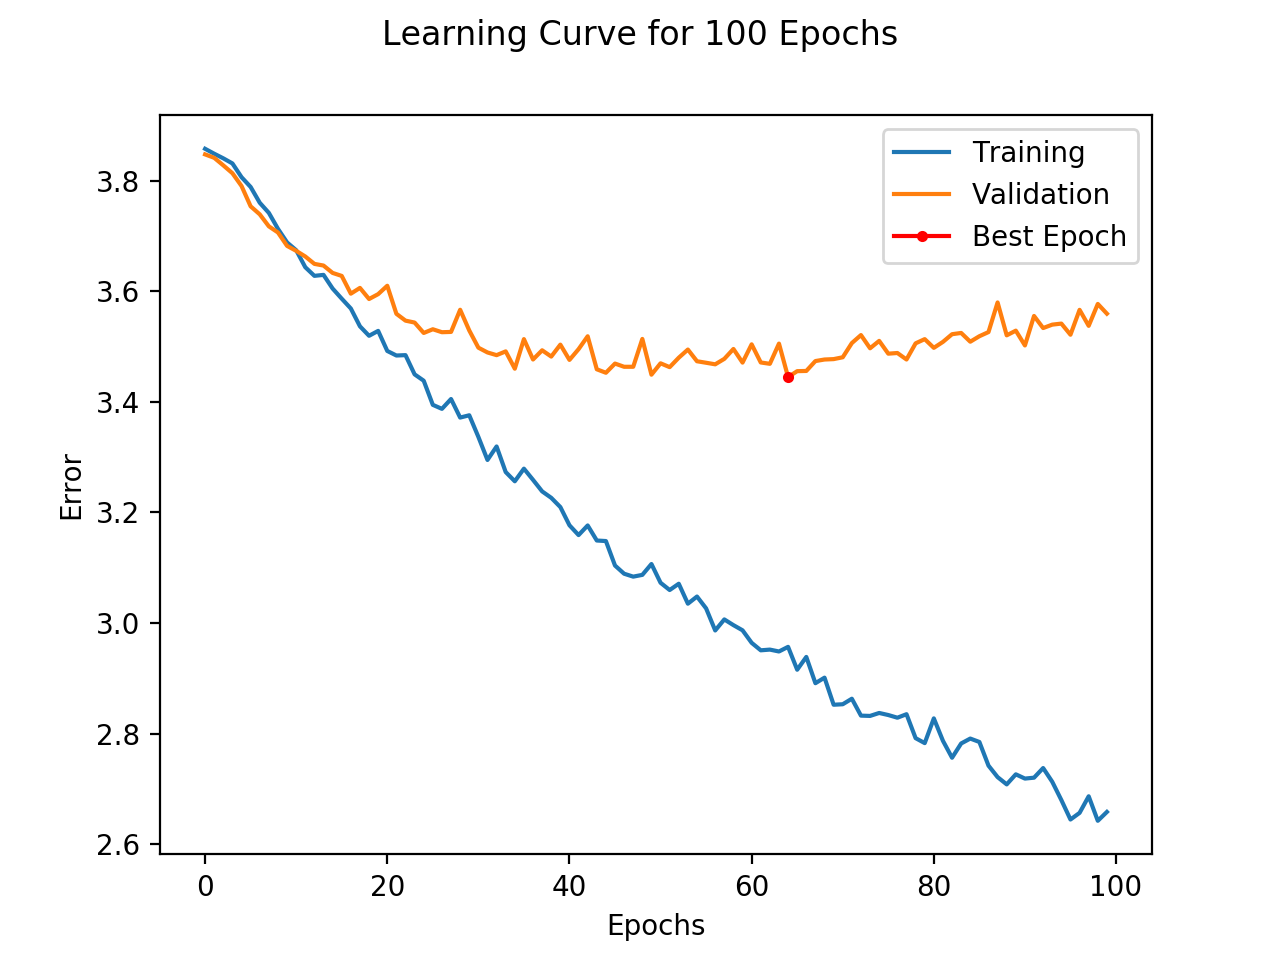 Learning Curve for 100 Epochs
Training
Validation
Best Epoch
3.8
3.6
3.4
3.2
3.0
2.8
2.6
Error
0 20 40 60 80 100
Epochs